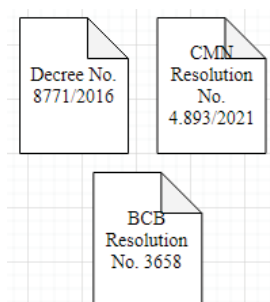 Decree No.
8771/2016
CMN
Resolution
No.
4.893/2021
BCB
Resolution
No. 3658